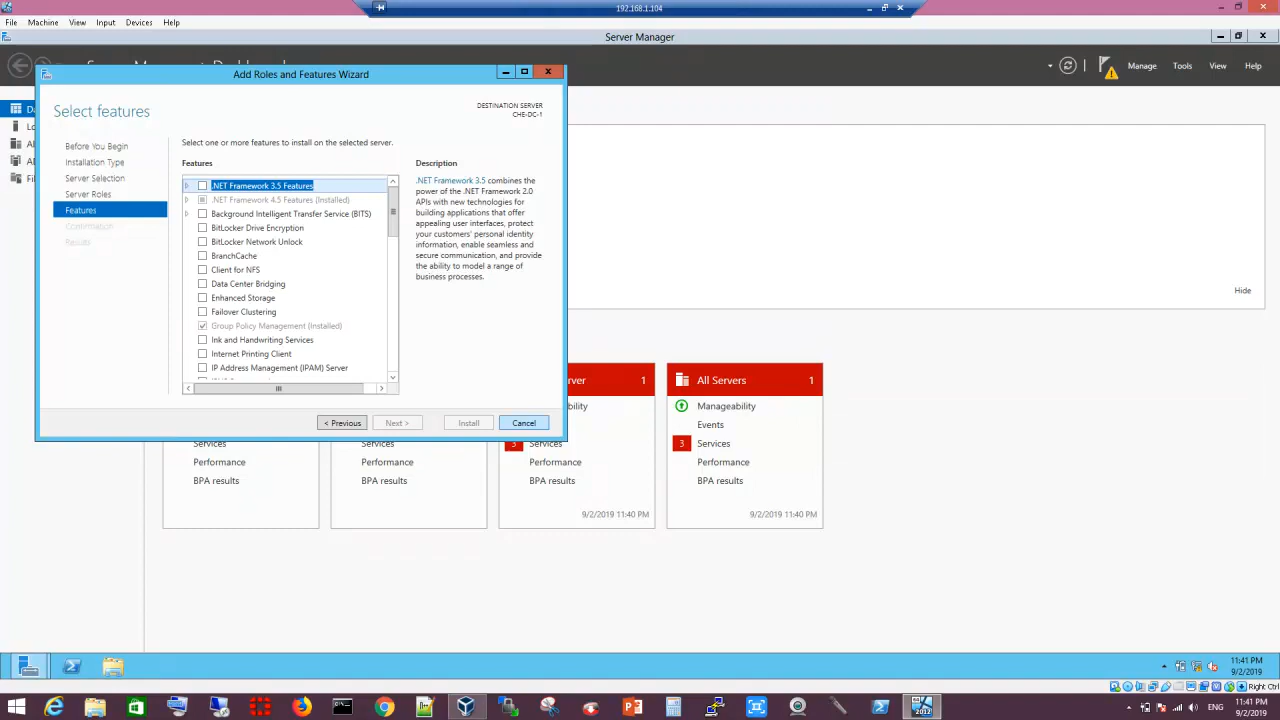 192.168.1.104
File Machine View Input Devices Help
Server Manager
Manage Tools View Help
Add Roles and Features Wizard
Select features
DESTINATION SERVER
CHE-DC-1
Before You Begin
Installation Type
Server Selection
Server Roles
Features
Confirmation
Results
Select one or more features to install on the selected server.
Features
.NET Framework 3.5 Features
.NET Framework 4.5 Features (Installed)
Background Intelligent Transfer Service (BITS)
BitLocker Drive Encryption
BitLocker Network Unlock
BranchCache
Client for NFS
Data Center Bridging
Enhanced Storage
Failover Clustering
Group Policy Management (Installed)
Ink and Handwriting Services
Internet Printing Client
IP Address Management (IPAM) Server
Description
.NET Framework 3.5 combines the
power of the .NET Framework 2.0
APIs with new technologies for
building applications that offer
appealing user interfaces, protect
your customers' personal identity
information, enable seamless and
secure communication, and provide
the ability to model a range of
business processes.
< Previous Next > Install Cancel
Hide
rver 1
bility
3 Services
Performance
BPA results
9/2/2019 11:40 PM
All Servers 1
Manageability
Events
3 Services
Performance
BPA results
9/2/2019 11:40 PM
Services
Performance
BPA results
Services
Performance
BPA results
11:41 PM
9/2/2019
Right Ctrl
2012
ENG
11:41 PM
9/2/2019